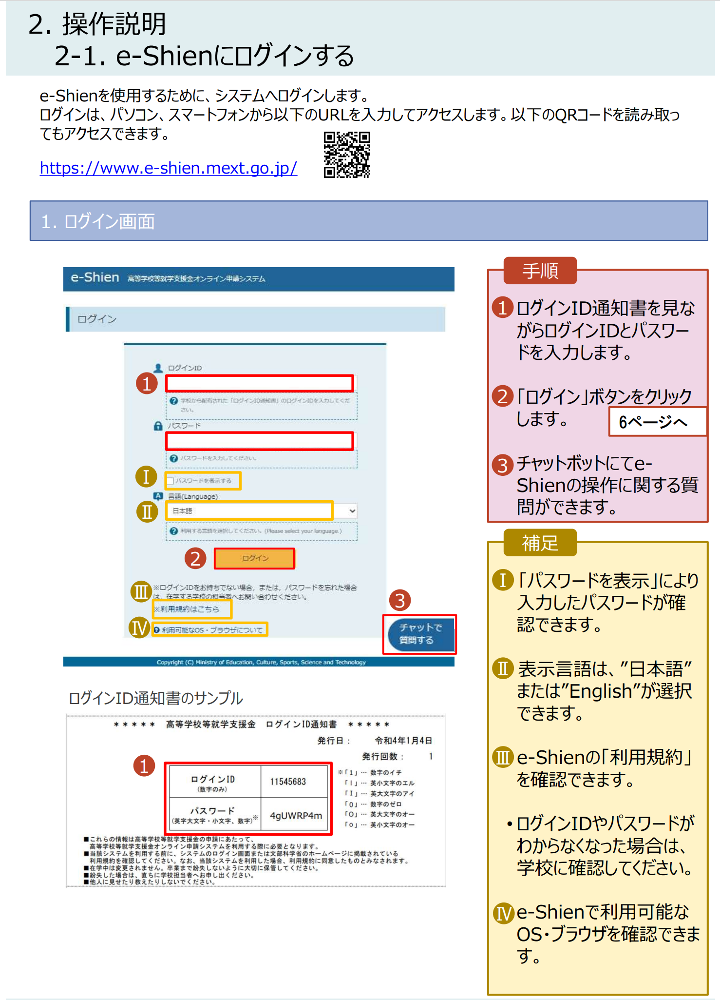 2. 操作説明
2-1. e-Shienにログインする
e-Shienを使用するために、システムへログインします。
ログインは、パソコン、スマートフォンから以下のURLを入力してアクセスします。以下のQRコードを読み取っ
てもアクセスできます。
https://www.e-shien.mext.go.jp/
1. ログイン画面
e-Shien 高等学校等就学支援金オンライン申請システム
ログイン
ログインID
1
学校から配布された「ログインID通知書」のログインIDを入力してくだ
さい。
パスワード
パスワードを入力してください。
Ⅰ
パスワードを表示する
言語(Language)
Ⅱ
日本語
利用する言語を選択してください。(Please select your language.)
2
ログイン
Ⅲ
※ログインIDをお持ちでない場合，または，パスワードを忘れた場合
は，在学する学校の担当者へお問い合わせください。
※利用規約はこちら
Ⅳ
利用可能なOS・ブラウザについて
3
チャットで
質問する
Copyright (C) Ministry of Education, Culture, Sports, Science and Technology
ログインID通知書のサンプル
＊＊＊＊＊ 高等学校等就学支援金 ログインID通知書 ＊＊＊＊＊
発行日： 令和4年1月4日
発行回数： 1
1
ログインID
(数字のみ)
11545683
パスワード
(英字大文字・小文字、数字)※
4gUWRP4m
※「1」… 数字のイチ
「l」… 英小文字のエル
「I」… 英大文字のアイ
「0」… 数字のゼロ
「O」… 英大文字のオー
「o」… 英小文字のオー
■これらの情報は高等学校等就学支援金の申請にあたって、
高等学校等就学支援金オンライン申請システムを利用する際に必要となります。
■当該システムを利用する前に、システムのログイン画面または文部科学省のホームページに掲載されている
利用規約を確認してください。なお、当該システムを利用した場合、利用規約に同意したものとみなされます。
■在学中は変更されません。卒業まで紛失しないように大切に保管してください。
■紛失した場合は、直ちに学校担当者へお申し出ください。
■他人に見せたり教えたりしないでください。
手順
1 ログインID通知書を見な
がらログインIDとパスワー
ドを入力します。
2 「ログイン」ボタンをクリック
します。
6ページへ
3 チャットボットにてe-
Shienの操作に関する質
問ができます。
補足
Ⅰ 「パスワードを表示」により
入力したパスワードが確
認できます。
Ⅱ 表示言語は、”日本語”
または”English”が選択
できます。
Ⅲ e-Shienの「利用規約」
を確認できます。
• ログインIDやパスワードが
わからなくなった場合は、
学校に確認してください。
Ⅳ e-Shienで利用可能な
OS・ブラウザを確認できま
す。